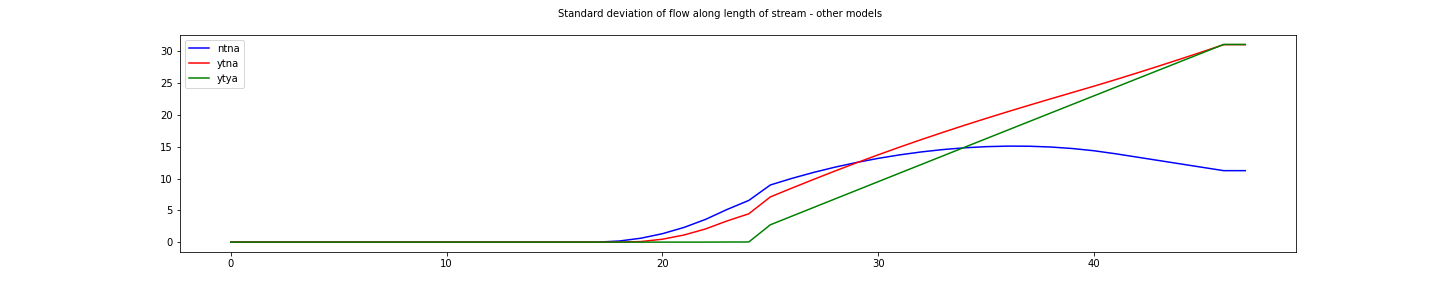 Standard deviation of flow along length of stream - other models
ntna
ytna
ytya
30
25
20
15
10
5
0
0 10 20 30 40